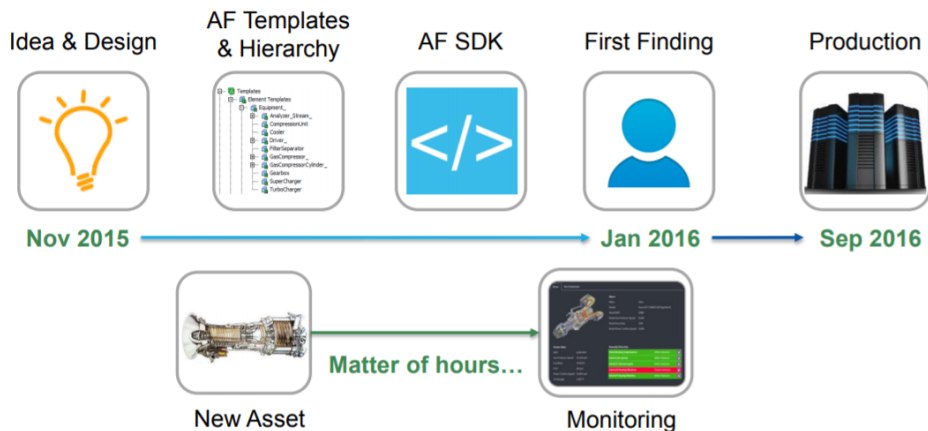 Idea & Design
AF Templates
& Hierarchy
AF SDK
First Finding
Production
Templates
Element Templates
Equipment_
Analyzer_Stream_
CompressionUnit
Cooler
Driver_
FilterSeparator
GasCompressor_
GasCompressorCylinder_
Gearbox
SuperCharger
TurboCharger
</>
Nov 2015
Jan 2016
Sep 2016
Matter of hours…
New Asset
Monitoring